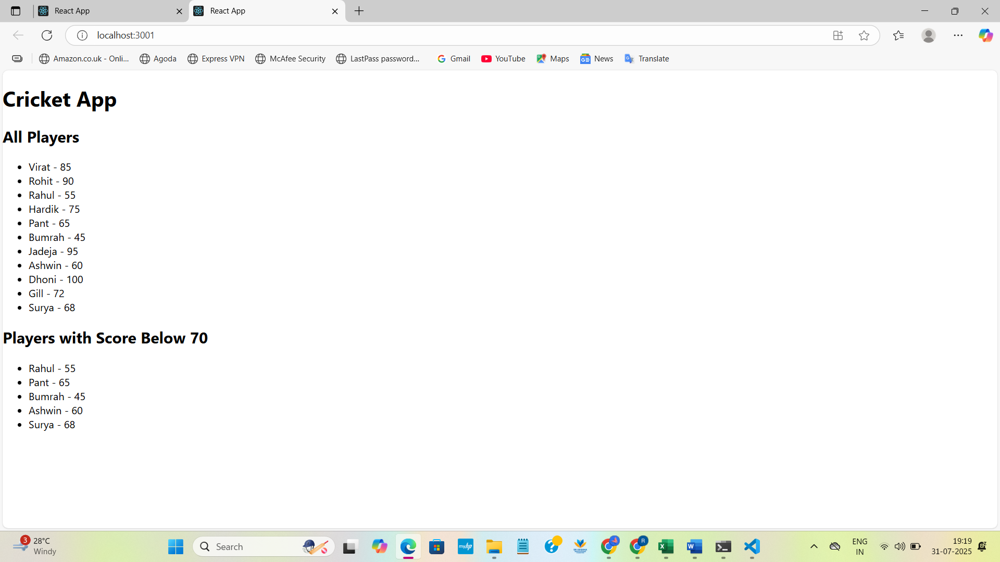 React App
React App
localhost:3001
Amazon.co.uk - Onli...
Agoda
Express VPN
McAfee Security
LastPass password...
Gmail
YouTube
Maps
News
Translate
Cricket App
All Players
Virat - 85
Rohit - 90
Rahul - 55
Hardik - 75
Pant - 65
Bumrah - 45
Jadeja - 95
Ashwin - 60
Dhoni - 100
Gill - 72
Surya - 68
Players with Score Below 70
Rahul - 55
Pant - 65
Bumrah - 45
Ashwin - 60
Surya - 68
3
28°C
Windy
Search
myhp
R
ENG
IN
19:19
31-07-2025